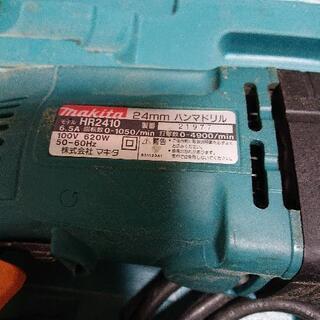 makita 24mm ハンマドリル
モデル HR2410 製番 21977
6.5A 回転数0-1050/min 打撃数0-4900/min
100V 620W
50-60Hz
株式会社 マキタ
⚠警告